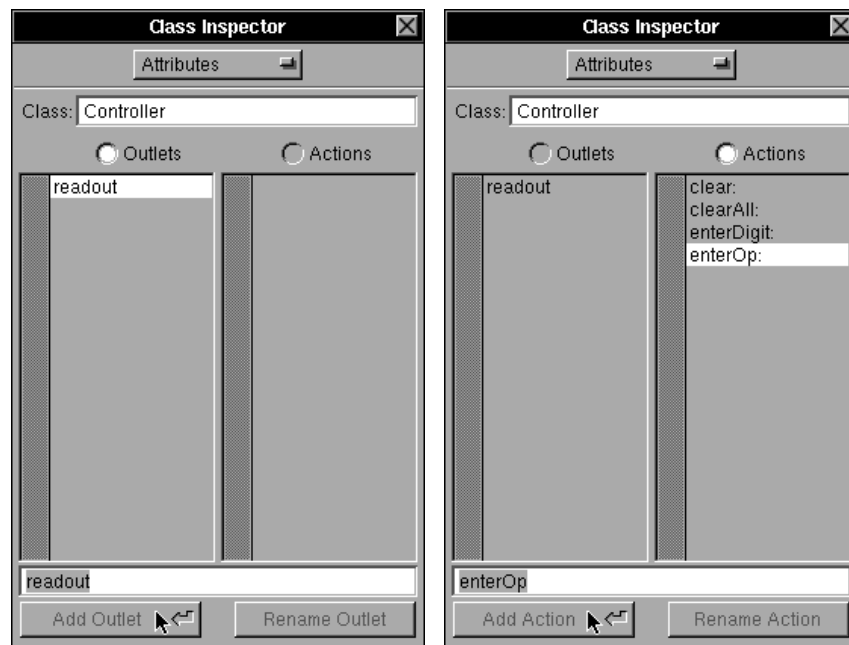 Class Inspector
Attributes
Class: Controller
Outlets Actions
readout
readout
Add Outlet Rename Outlet
Class Inspector
Attributes
Class: Controller
Outlets Actions
readout clear:
clearAll:
enterDigit:
enterOp:
enterOp
Add Action Rename Action